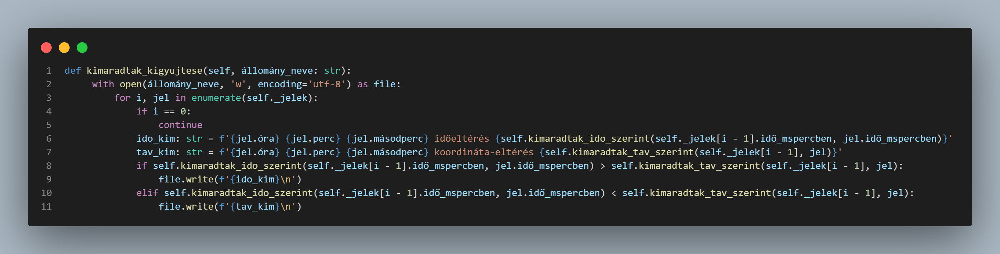 1 def kimaradtak_kigyujtese(self, állomány_neve: str):
2 with open(állomány_neve, 'w', encoding='utf-8') as file:
3 for i, jel in enumerate(self._jelek):
4 if i == 0:
5 continue
6 ido_kim: str = f'{jel.óra} {jel.perc} {jel.másodperc} időeltérés {self.kimaradtak_ido_szerint(self._jelek[i - 1].idő_mspercben, jel.idő_mspercben)}'
7 tav_kim: str = f'{jel.óra} {jel.perc} {jel.másodperc} koordináta-eltérés {self.kimaradtak_tav_szerint(self._jelek[i - 1], jel)}'
8 if self.kimaradtak_ido_szerint(self._jelek[i - 1].idő_mspercben, jel.idő_mspercben) > self.kimaradtak_tav_szerint(self._jelek[i - 1], jel):
9 file.write(f'{ido_kim}\n')
10 elif self.kimaradtak_ido_szerint(self._jelek[i - 1].idő_mspercben, jel.idő_mspercben) < self.kimaradtak_tav_szerint(self._jelek[i - 1], jel):
11 file.write(f'{tav_kim}\n')